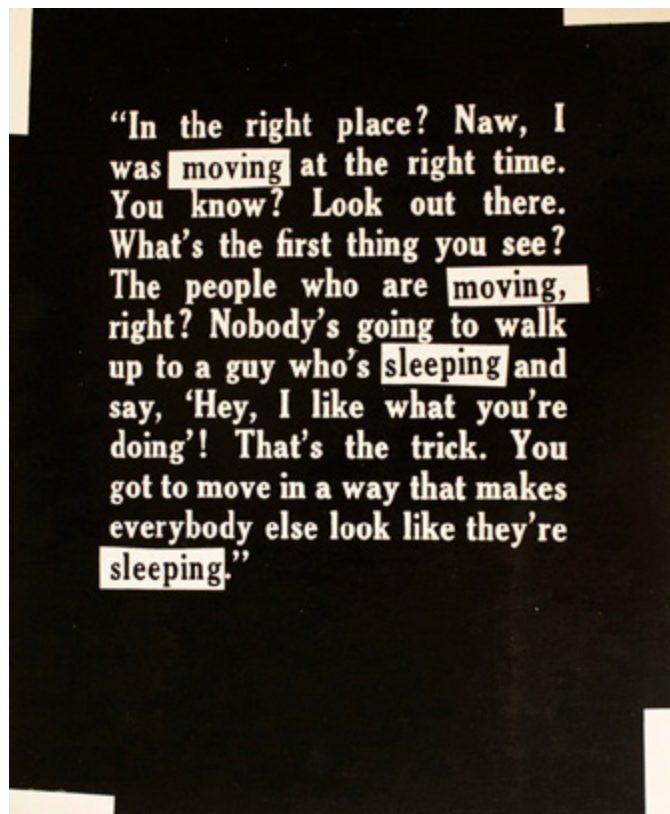 “In the right place? Naw, I
was moving at the right time.
You know? Look out there.
What's the first thing you see?
The people who are moving,
right? Nobody's going to walk
up to a guy who's sleeping and
say, ‘Hey, I like what you're
doing’! That's the trick. You
got to move in a way that makes
everybody else look like they're
sleeping.”